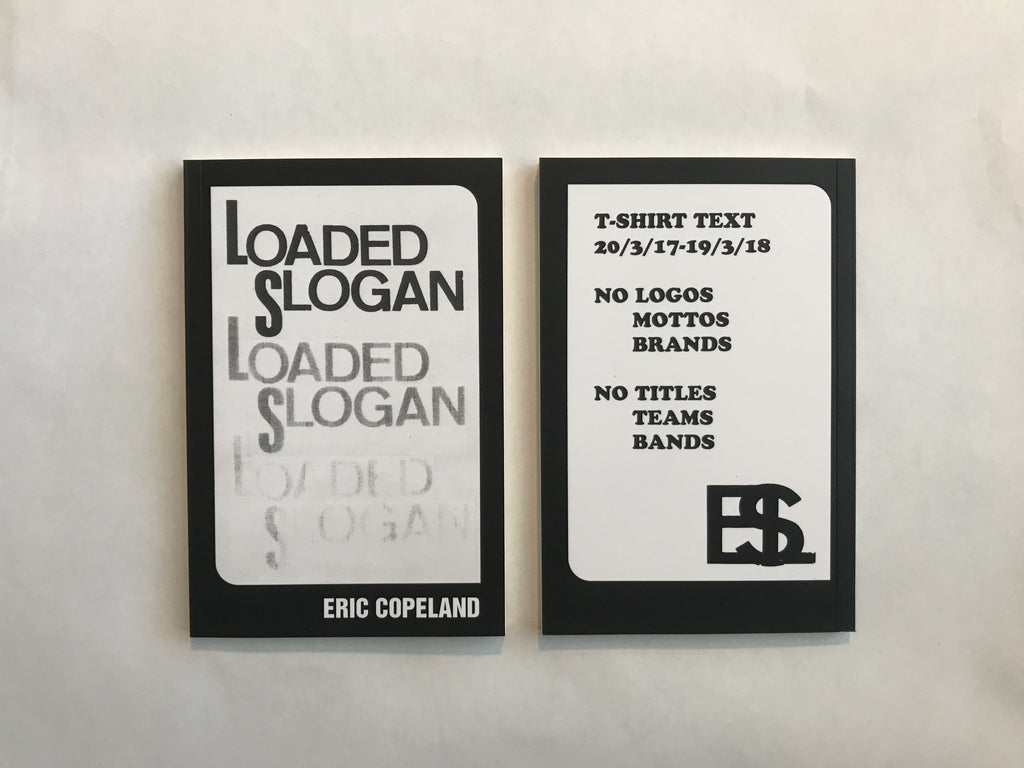 LOADED
SLOGAN
LOADED
SLOGAN
LOADED
SLOGAN
ERIC COPELAND
T-SHIRT TEXT
20/3/17-19/3/18
NO LOGOS
MOTTOS
BRANDS
NO TITLES
TEAMS
BANDS